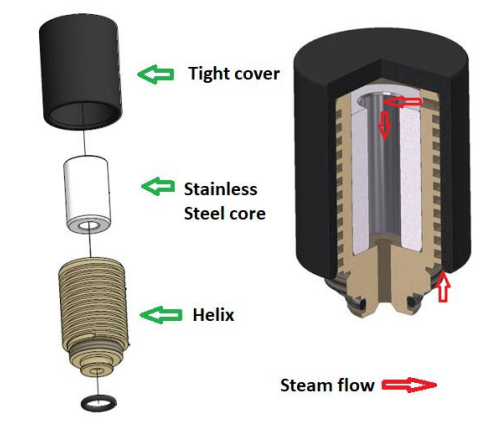 Tight cover
Stainless
Steel core
Helix
Steam flow